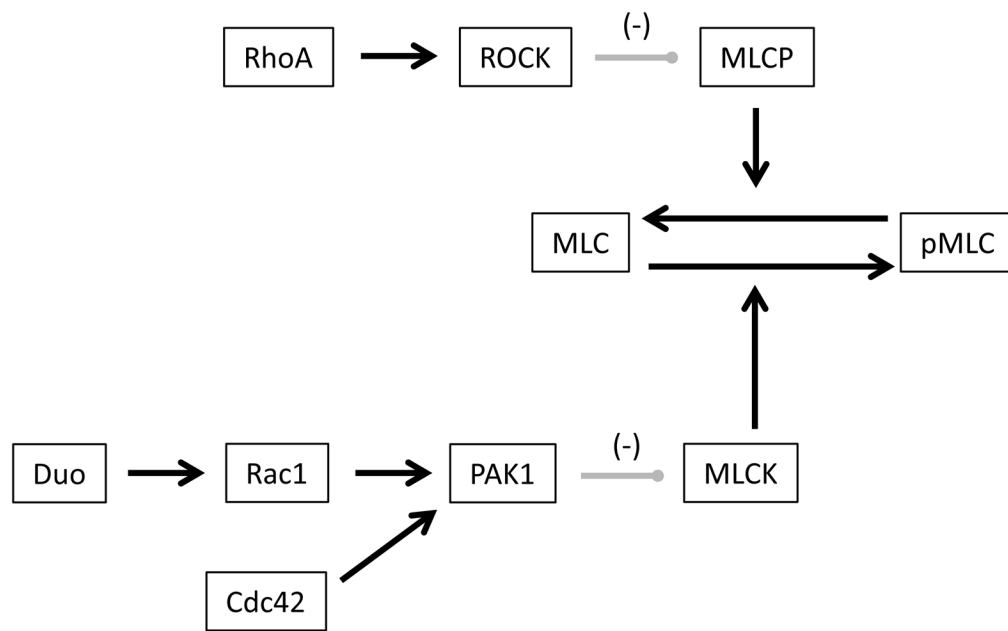 (-)
RhoA
ROCK
MLCP
MLC
pMLC
(-)
Duo
Rac1
PAK1
MLCK
Cdc42